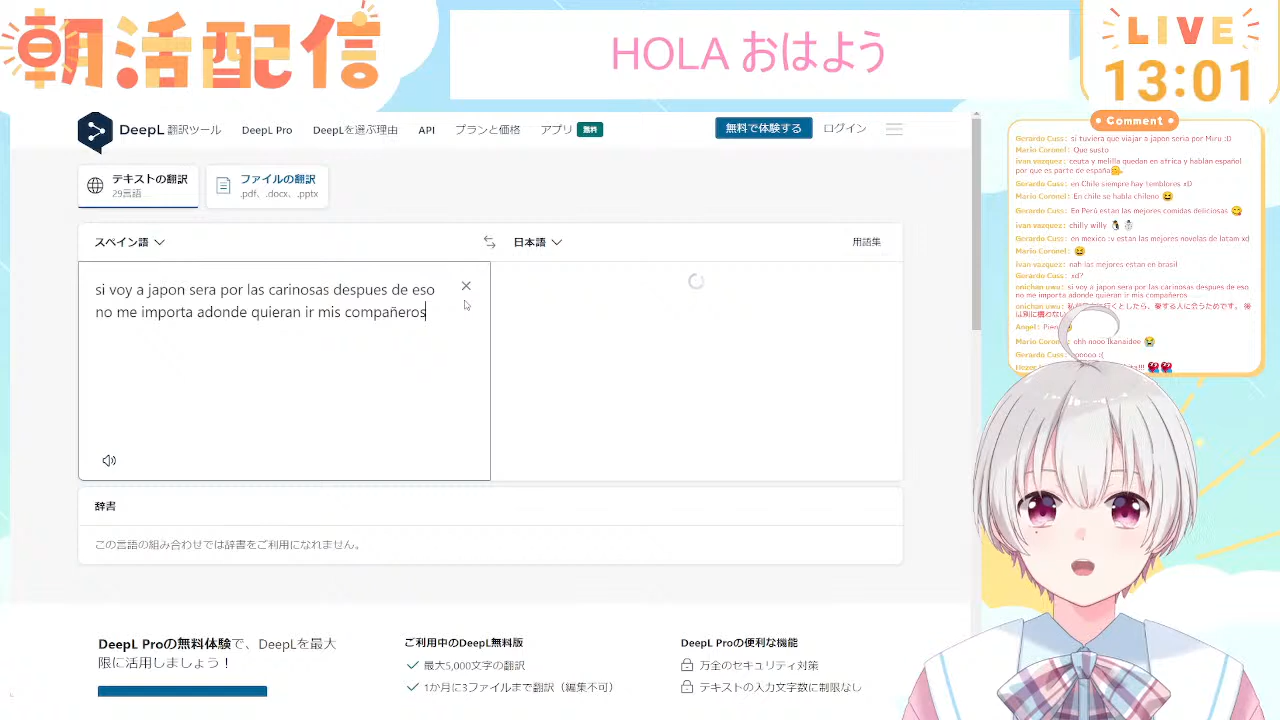 朝活配信
HOLA おはよう
LIVE
13:01
DeepL 翻訳ツール
DeepL Pro
DeepLを選ぶ理由
API
プランと価格
アプリ 無料
無料で体験する
ログイン
テキストの翻訳
29言語
ファイルの翻訳
.pdf、.docx、.pptx
スペイン語
日本語
用語集
si voy a japon sera por las carinosas despues de eso
no me importa adonde quieran ir mis compañeros
辞書
この言語の組み合わせでは辞書をご利用になれません。
DeepL Proの無料体験で、DeepLを最大
限に活用しましょう！
ご利用中のDeepL無料版
最大5,000文字の翻訳
1か月に3ファイルまで翻訳（編集不可）
DeepL Proの便利な機能
万全のセキュリティ対策
テキストの入力文字数に制限なし
Comment
Gerardo Cuss: si tuviera que viajar a japon seria por Miru :D
Mario Coronel: Que susto
ivan vazquez: ceuta y melilla quedan en africa y hablan español
por que es parte de españa
Gerardo Cuss: en Chile siempre hay temblores xD
Mario Coronel: En chile se habla chileno 😆
Gerardo Cuss: En Perú estan las mejores comidas deliciosas 😋
ivan vazquez: chilly willy 🐧 ⛄
Gerardo Cuss: en mexico :v estan las mejores novelas de latam xd
Mario Coronel: 😆
ivan vazquez: nah las mejores estan en brasil
Gerardo Cuss: xd?
onichan uwu: si voy a japon sera por las carinosas despues de eso
no me importa adonde quieran ir mis compañeros
onichan uwu:
Angel:
Mario Coronel: ohh nooo Ikanaidee 😭
Gerardo Cuss: